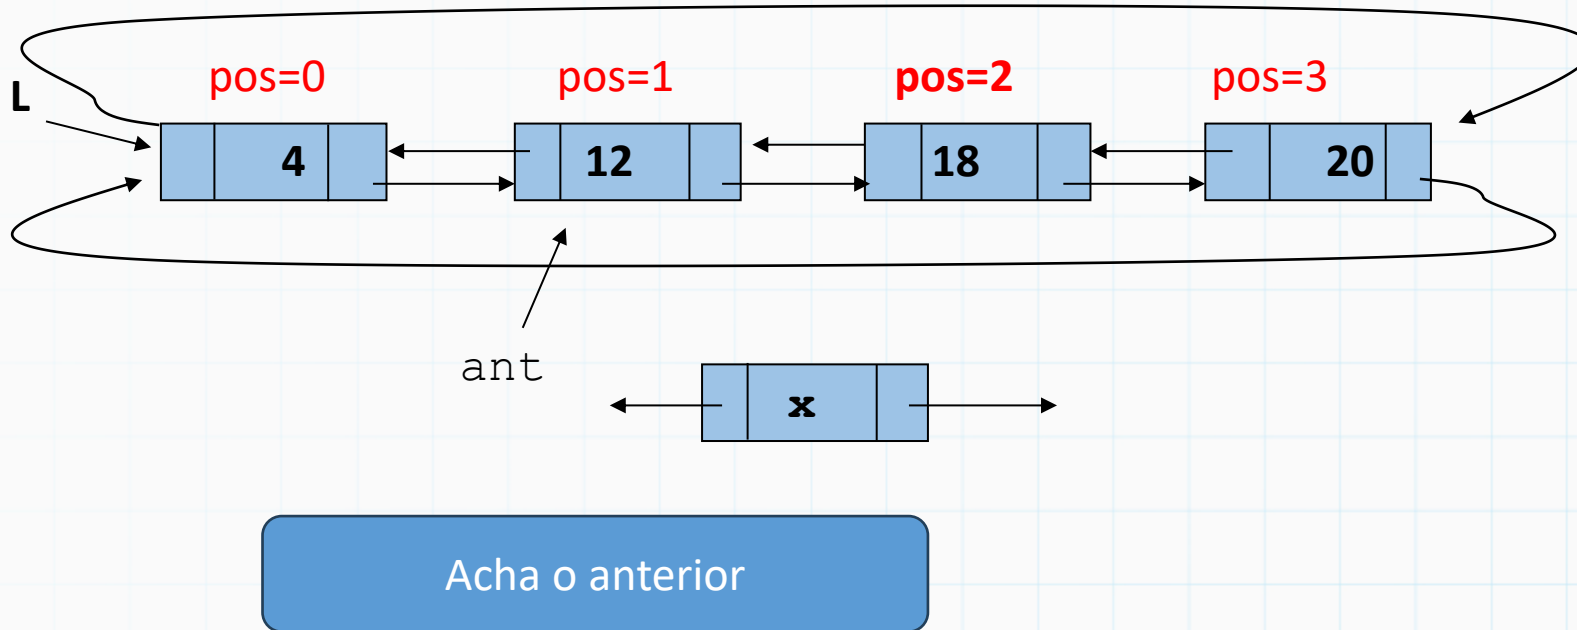 pos=0 pos=1 pos=2 pos=3
L
4 12 18 20
ant
x
Acha o anterior